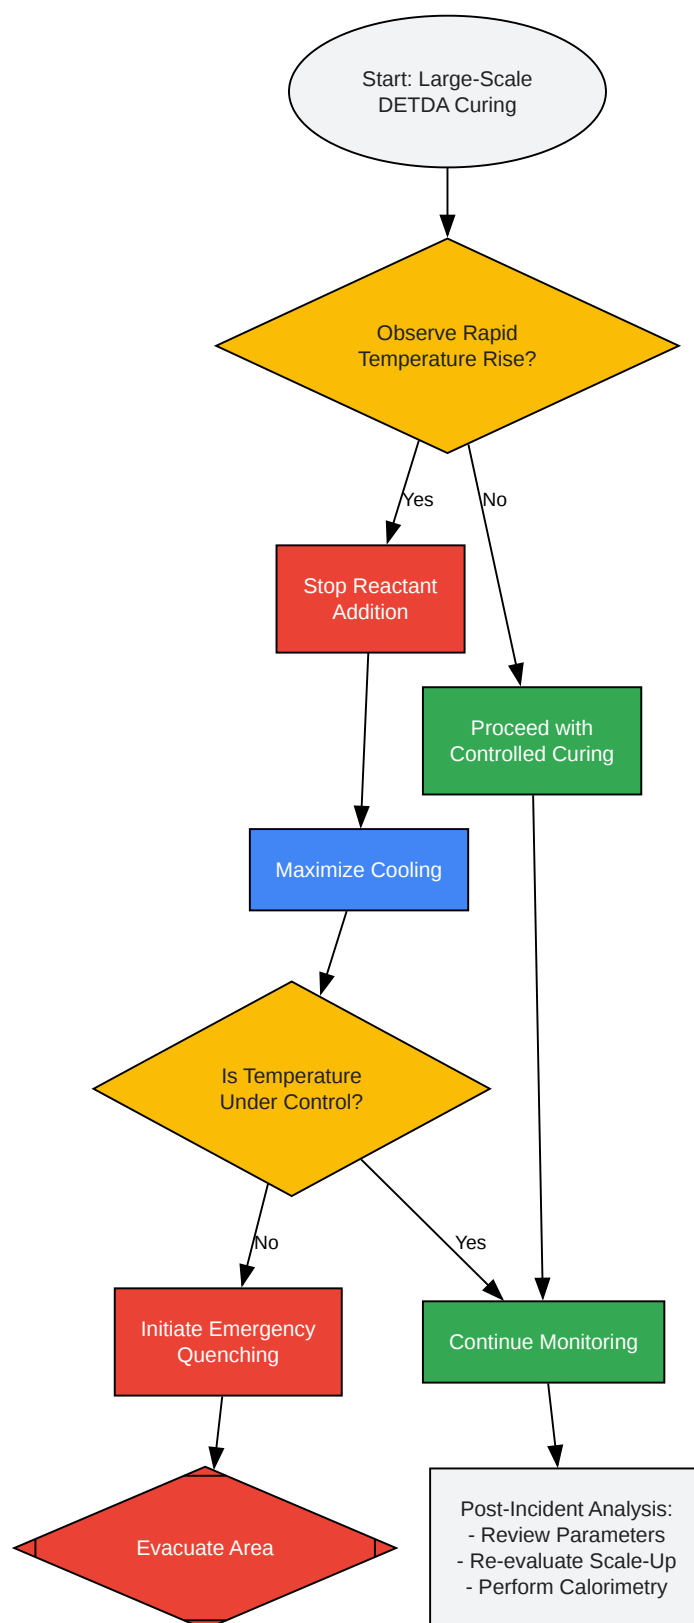 Start: Large-Scale
DETDA Curing
Observe Rapid
Temperature Rise?
Yes
No
Stop Reactant
Addition
Proceed with
Controlled Curing
Maximize Cooling
Is Temperature
Under Control?
No
Yes
Initiate Emergency
Quenching
Continue Monitoring
Evacuate Area
Post-Incident Analysis:
- Review Parameters
- Re-evaluate Scale-Up
- Perform Calorimetry